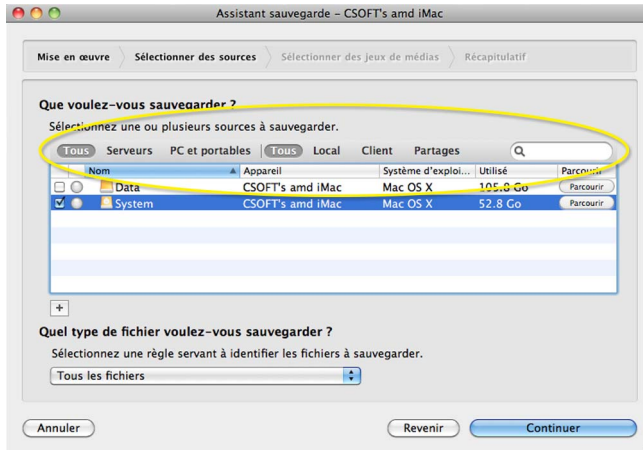 Assistant sauvegarde – CSOFT's amd iMac
Mise en œuvre Sélectionner des sources Sélectionner des jeux de médias Récapitulatif
Que voulez-vous sauvegarder ?
Sélectionnez une ou plusieurs sources à sauvegarder.
Tous Serveurs PC et portables Tous Local Client Partages
Nom Appareil Système d'exploi... Utilisé Parcourir
Data CSOFT's amd iMac Mac OS X 105.8 Go Parcourir
System CSOFT's amd iMac Mac OS X 52.8 Go Parcourir
+
Quel type de fichier voulez-vous sauvegarder ?
Sélectionnez une règle servant à identifier les fichiers à sauvegarder.
Tous les fichiers
Annuler Revenir Continuer